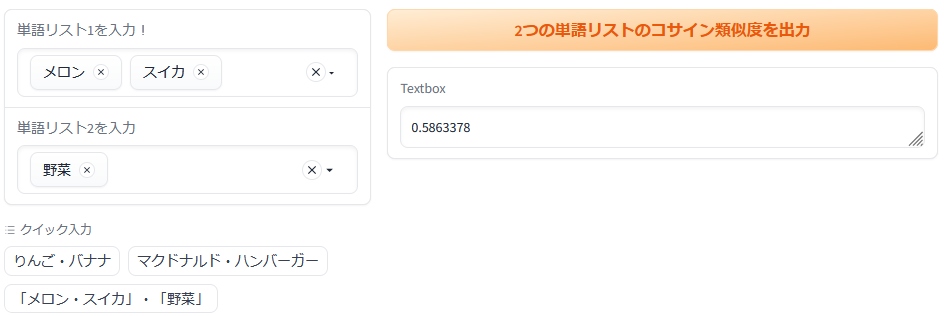 単語リスト1を入力！
メロン スイカ
単語リスト2を入力
野菜
クイック入力
りんご・バナナ マクドナルド・ハンバーガー
「メロン・スイカ」・「野菜」
2つの単語リストのコサイン類似度を出力
Textbox
0.5863378